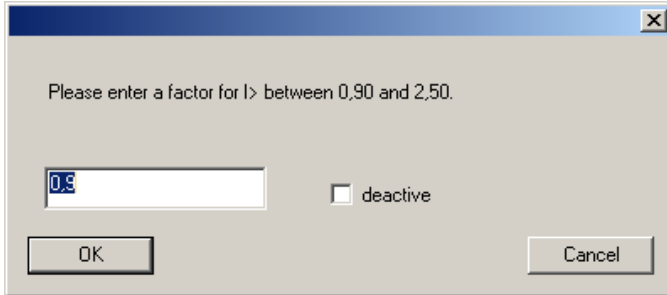 Please enter a factor for I> between 0,90 and 2,50.
0,9
deactive
OK
Cancel